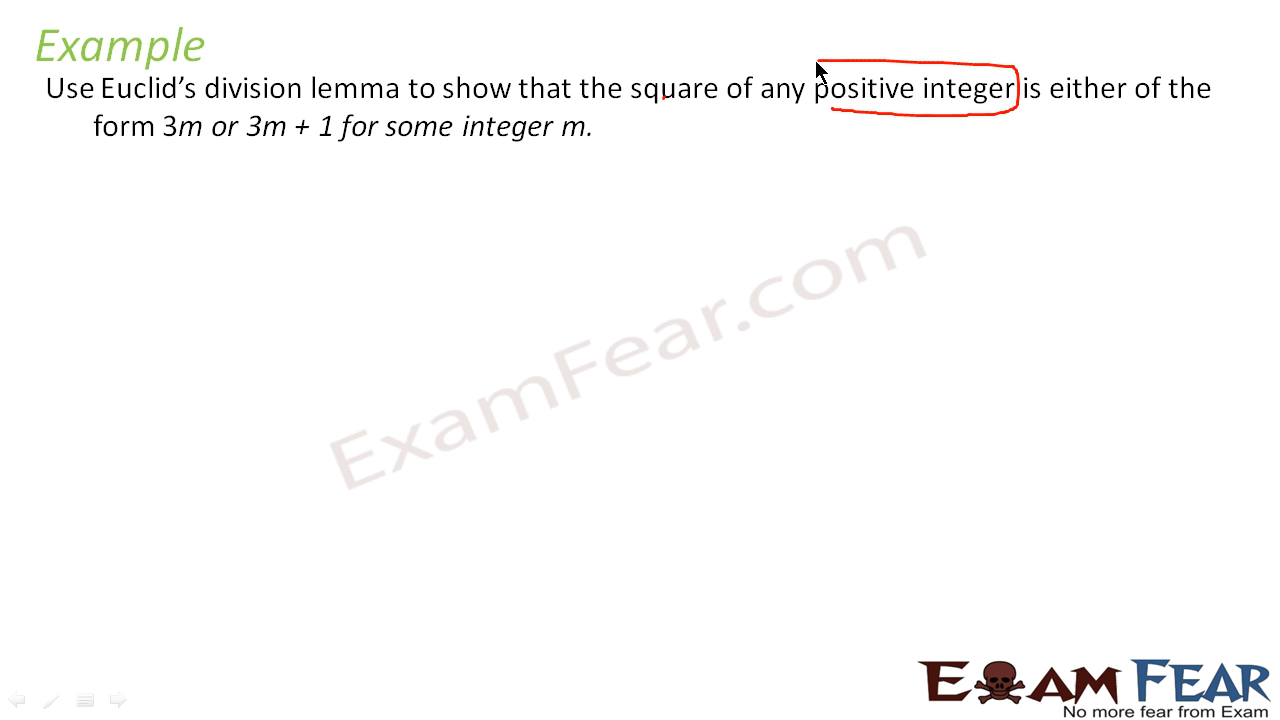 Example
Use Euclid’s division lemma to show that the square of any positive integer is either of the
form 3m or 3m + 1 for some integer m.
ExamFear.com
EXAM FEAR
No more fear from Exam